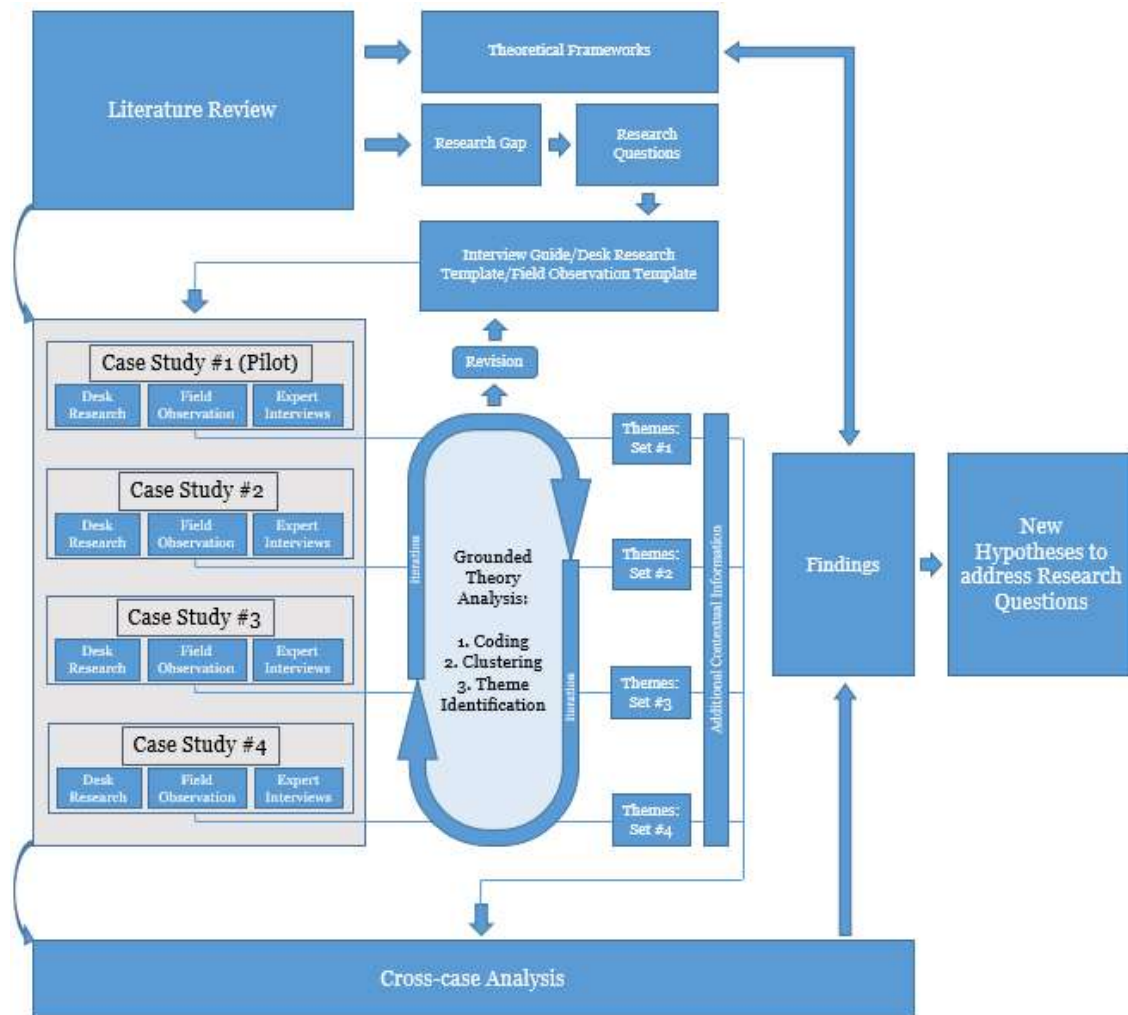 Literature Review
Theoretical Frameworks
Research Gap
Research
Questions
Interview Guide/Desk Research
Template/Field Observation Template
Revision
Case Study #1 (Pilot)
Desk
Research
Field
Observation
Expert
Interviews
Case Study #2
Desk
Research
Field
Observation
Expert
Interviews
Case Study #3
Desk
Research
Field
Observation
Expert
Interviews
Case Study #4
Desk
Research
Field
Observation
Expert
Interviews
Iteration
Grounded
Theory
Analysis:
1. Coding
2. Clustering
3. Theme
Identification
Iteration
Themes:
Set #1
Themes:
Set #2
Themes:
Set #3
Themes:
Set #4
Additional Contextual Information
Findings
New
Hypotheses to
address Research
Questions
Cross-case Analysis